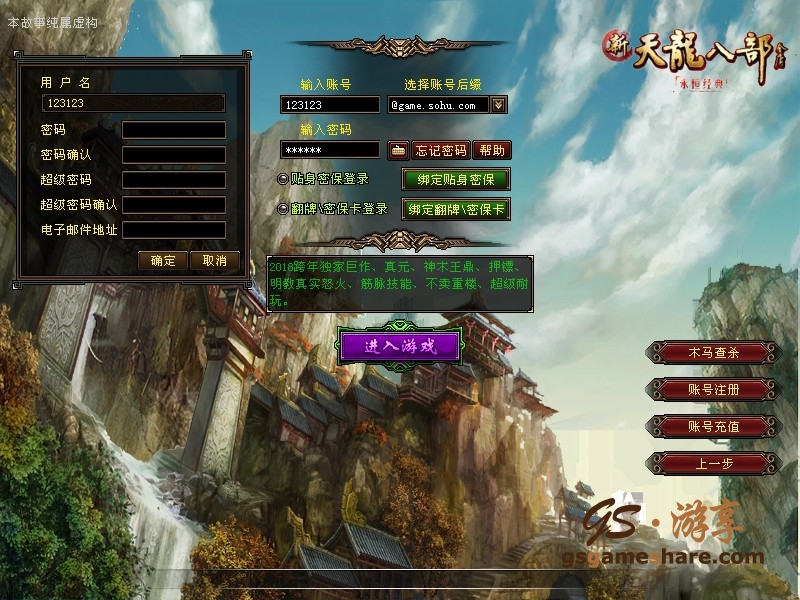 本故事纯属虚构
用户名
123123
密码
密码确认
超级密码
超级密码确认
电子邮件地址
确定 取消
输入账号 选择账号后缀
123123 @game.sohu.com
输入密码
****** 忘记密码 帮助
贴身密保登录 绑定贴身密保
翻牌\密保卡登录 绑定翻牌\密保卡
2018跨年独家巨作、真元、神木王鼎、押镖、
明教真实怒火、筋脉技能、不卖重楼、超级耐
玩。
进入游戏
新天龍八部
「永恒经典」
木马查杀
账号注册
账号充值
上一步
GS·游享
gsgameshare.com